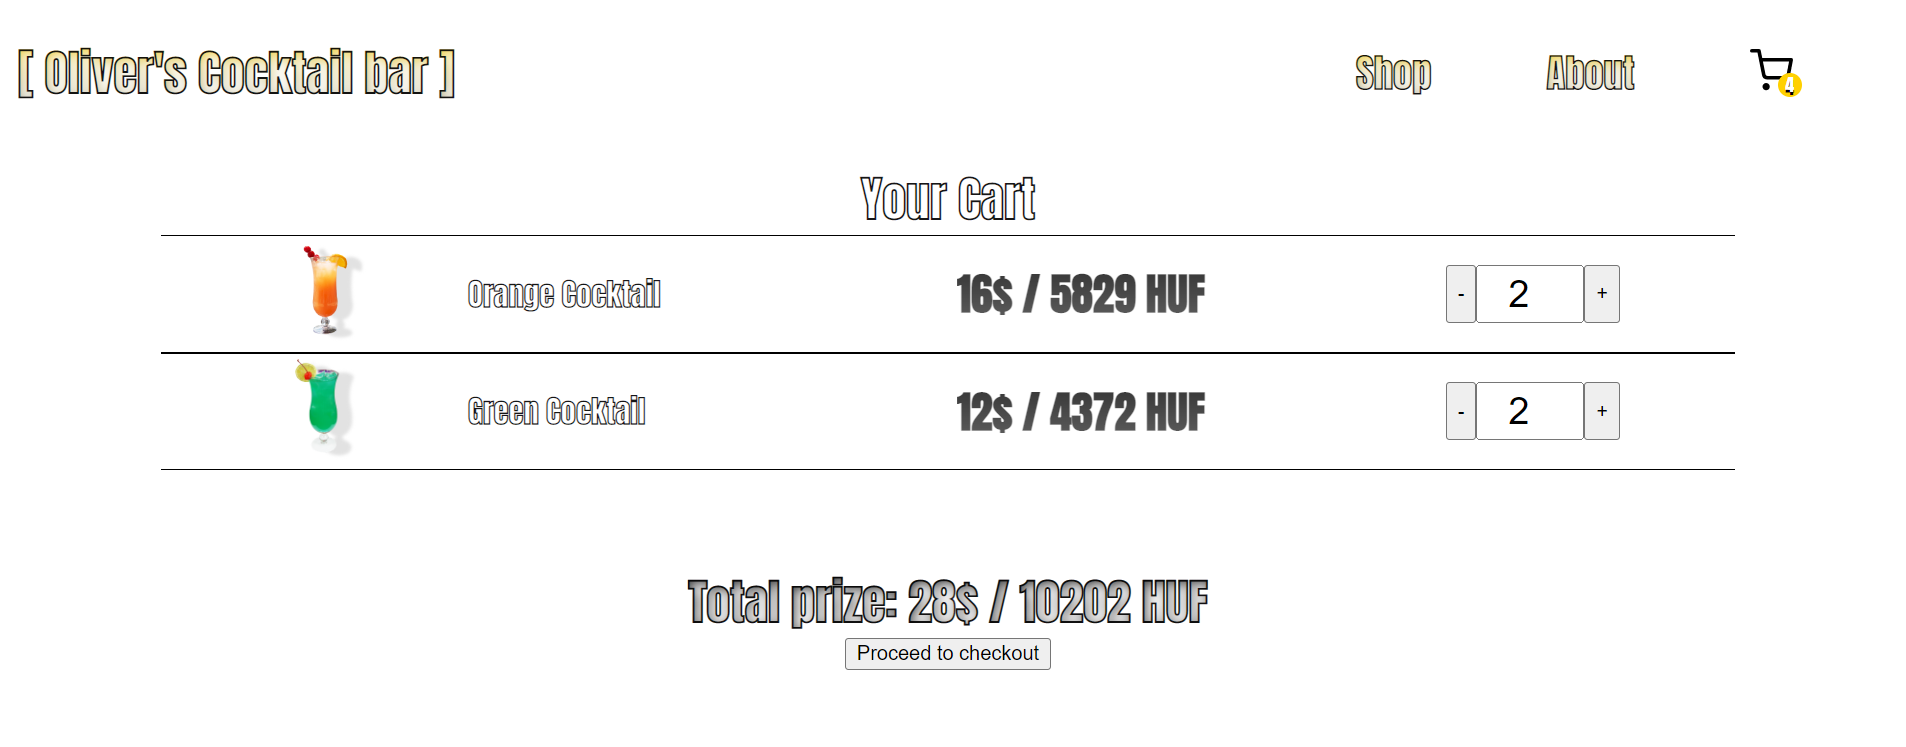 [ Oliver's Cocktail bar ] Shop About 4
Your Cart
Orange Cocktail 16$ / 5829 HUF - 2 +
Green Cocktail 12$ / 4372 HUF - 2 +
Total prize: 28$ / 10202 HUF
Proceed to checkout